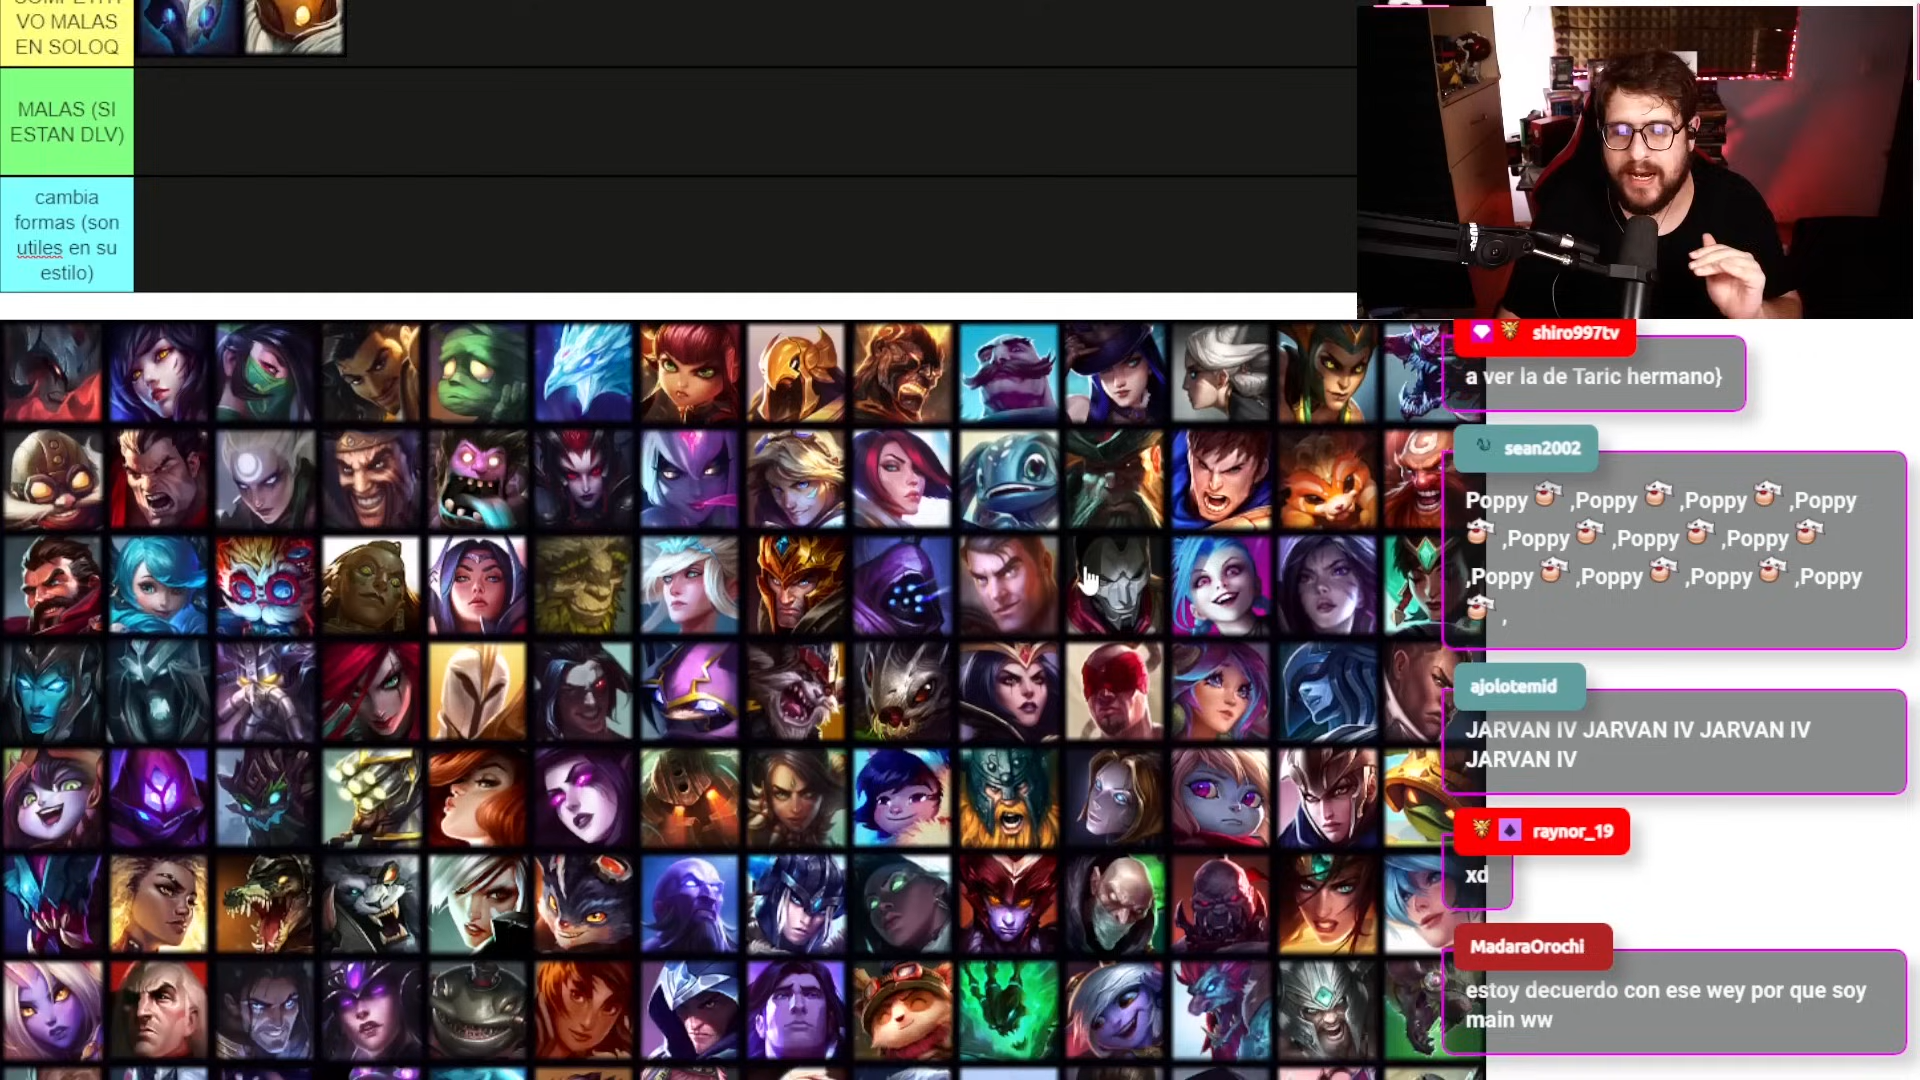 VO MALAS
EN SOLOQ
MALAS (SI
ESTAN DLV)
cambia
formas (son
utiles en su
estilo)
shiro997tv
a ver la de Taric hermano}
sean2002
Poppy ,Poppy ,Poppy ,Poppy
,Poppy ,Poppy ,Poppy
,Poppy ,Poppy ,Poppy ,Poppy
,
ajolotemid
JARVAN IV JARVAN IV JARVAN IV
JARVAN IV
raynor_19
xd
MadaraOrochi
estoy decuerdo con ese wey por que soy
main ww